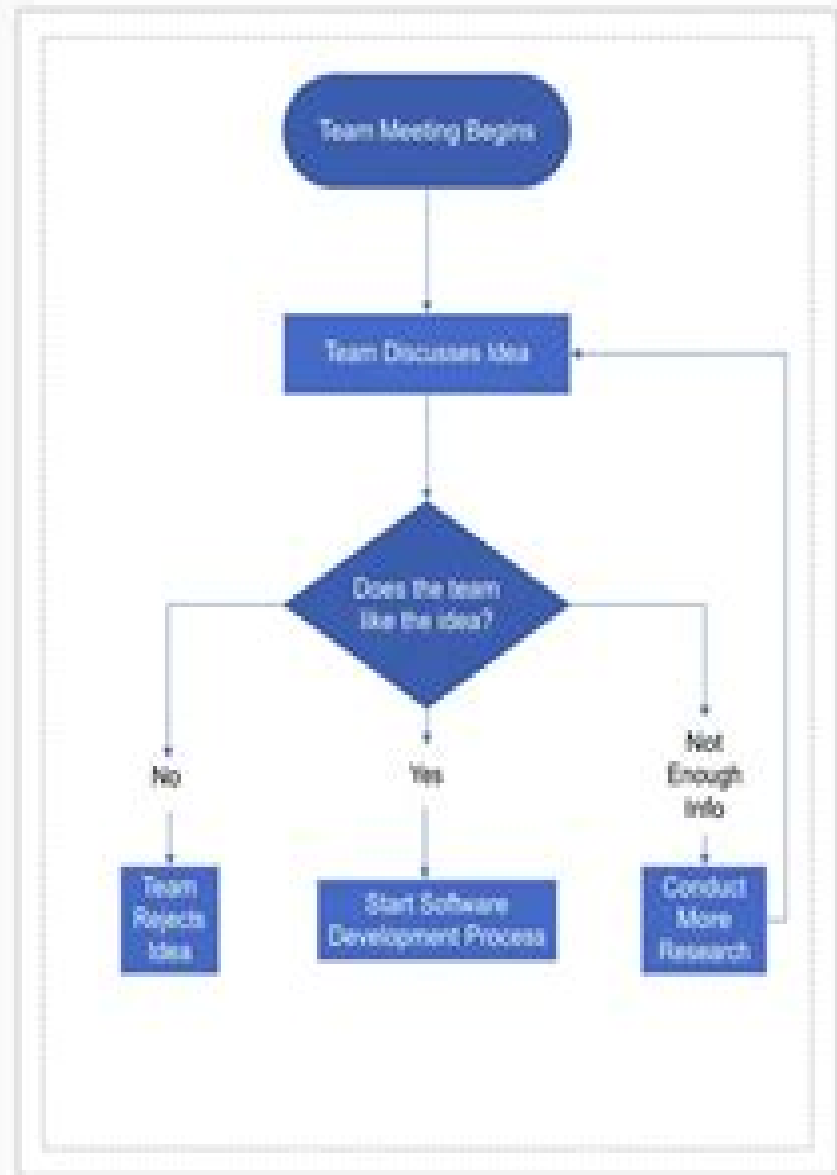 Team Meeting Begins
Team Discusses Idea
Does the team
like the idea?
No
Yes
Not
Enough
Info
Team
Rejects
Idea
Start Software
Development Process
Conduct
More
Research